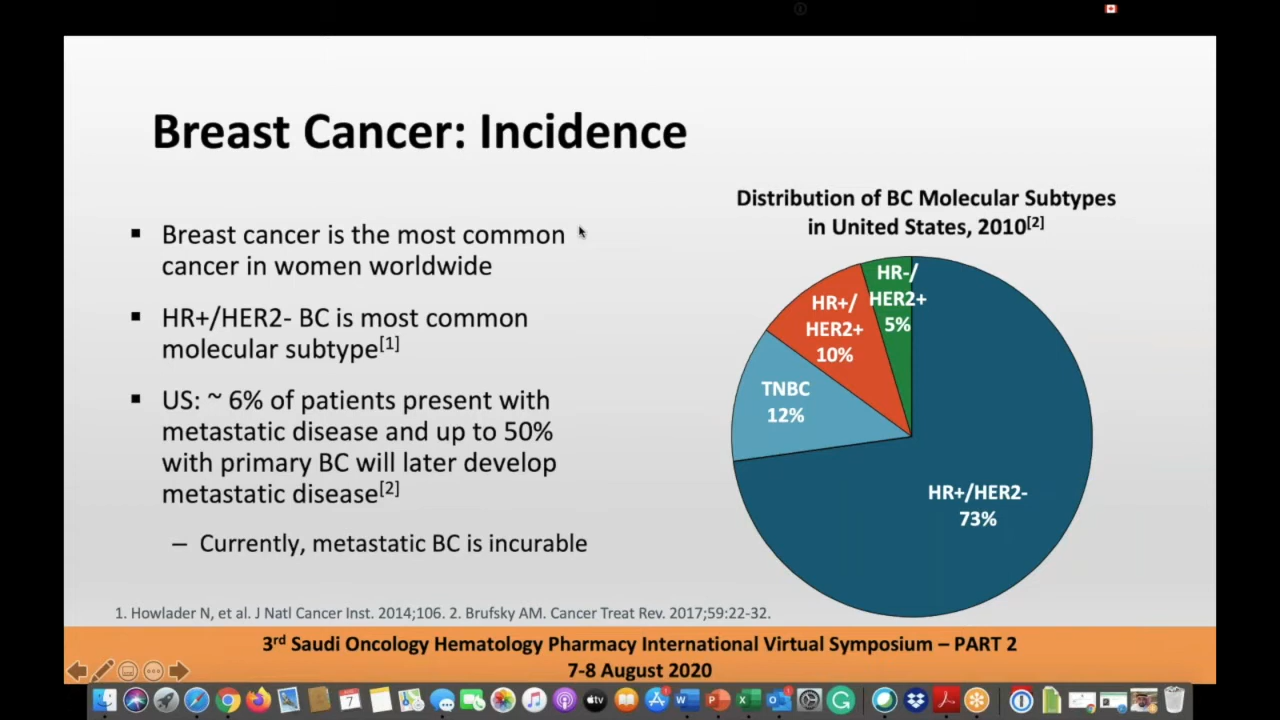 Breast Cancer: Incidence
▪ Breast cancer is the most common
cancer in women worldwide
▪ HR+/HER2- BC is most common
molecular subtype[1]
▪ US: ~ 6% of patients present with
metastatic disease and up to 50%
with primary BC will later develop
metastatic disease[2]
– Currently, metastatic BC is incurable
Distribution of BC Molecular Subtypes
in United States, 2010[2]
HR-/
HER2+
5%
HR+/
HER2+
10%
TNBC
12%
HR+/HER2-
73%
1. Howlader N, et al. J Natl Cancer Inst. 2014;106. 2. Brufsky AM. Cancer Treat Rev. 2017;59:22-32.
3rd Saudi Oncology Hematology Pharmacy International Virtual Symposium – PART 2
7-8 August 2020
7
tv